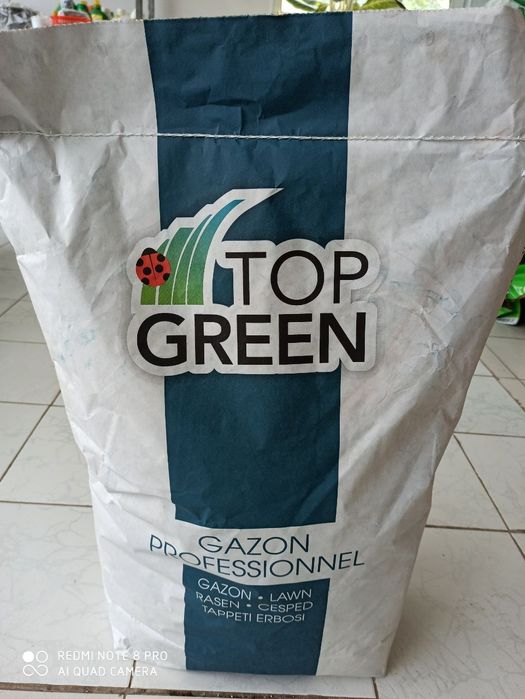 TOP
GREEN
GAZON
PROFESSIONNEL
GAZON • LAWN
RASEN • CESPED
TAPPETI ERBOSI
REDMI NOTE 8 PRO
AI QUAD CAMERA